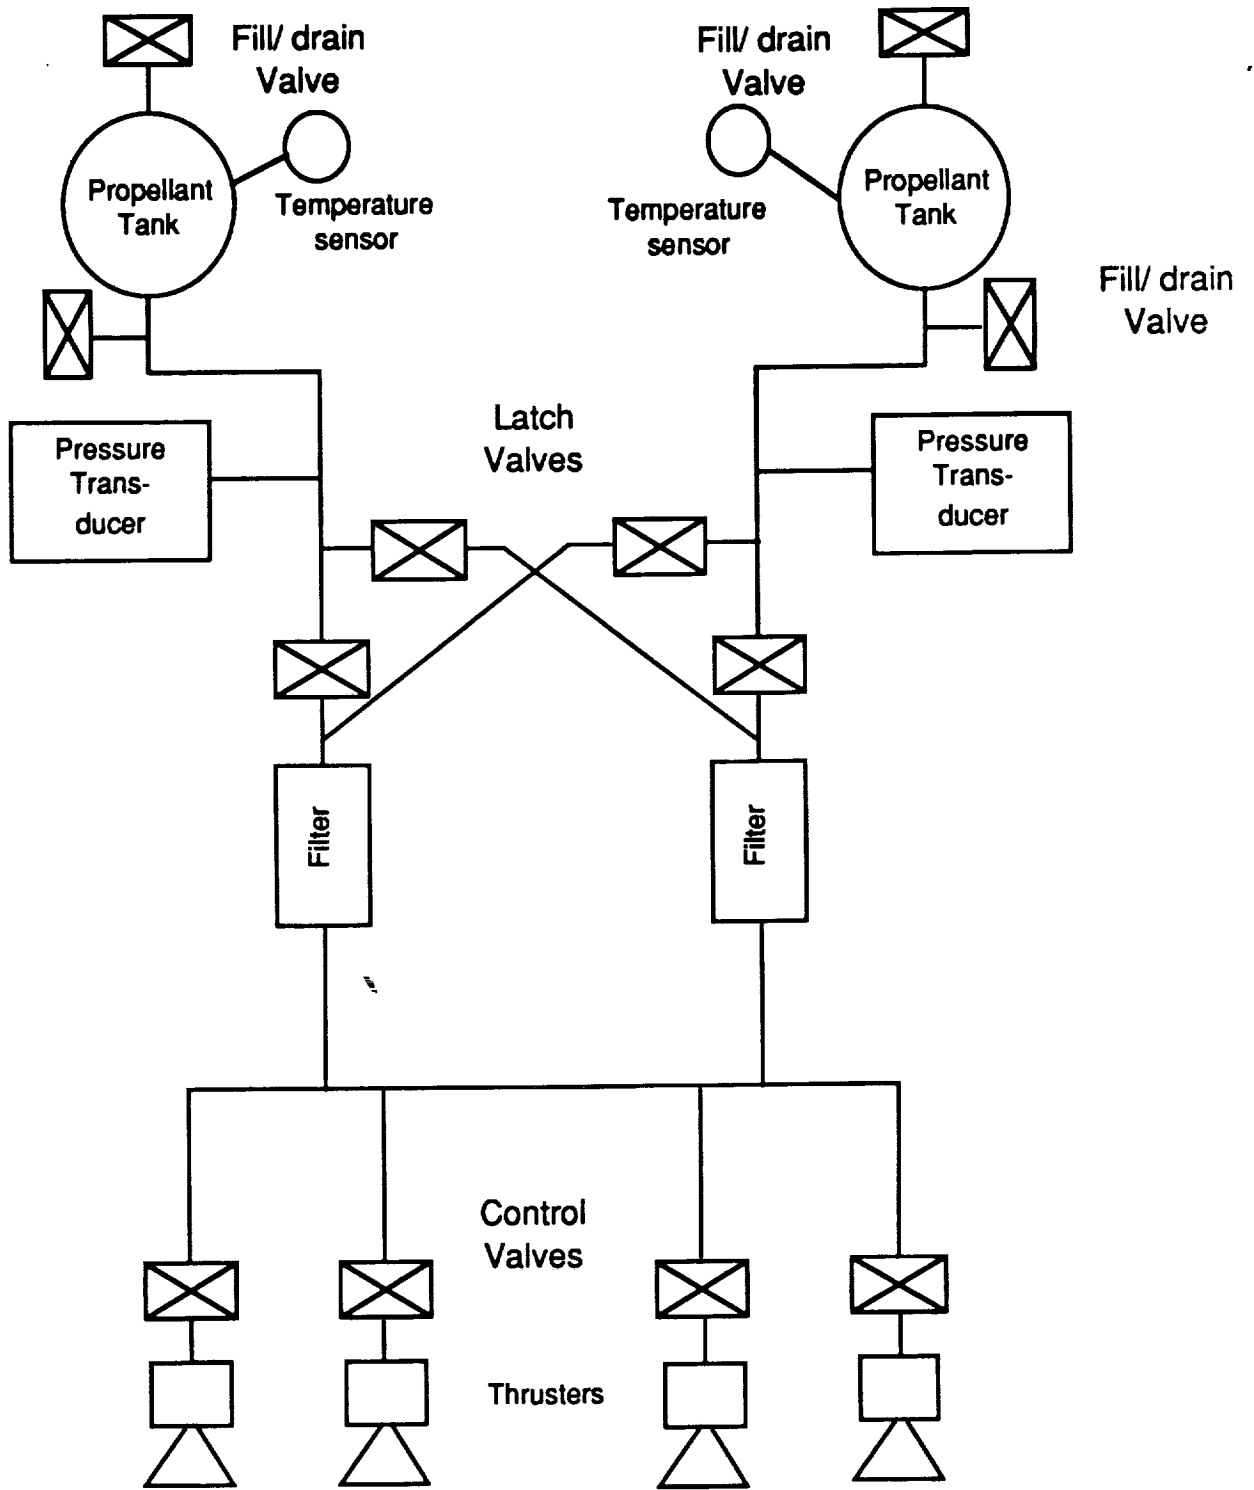 Fill/ drain
Valve
Fill/ drain
Valve
Propellant
Tank
Temperature
sensor
Temperature
sensor
Propellant
Tank
Fill/ drain
Valve
Latch
Valves
Pressure
Trans-
ducer
Pressure
Trans-
ducer
Filter
Filter
Control
Valves
Thrusters